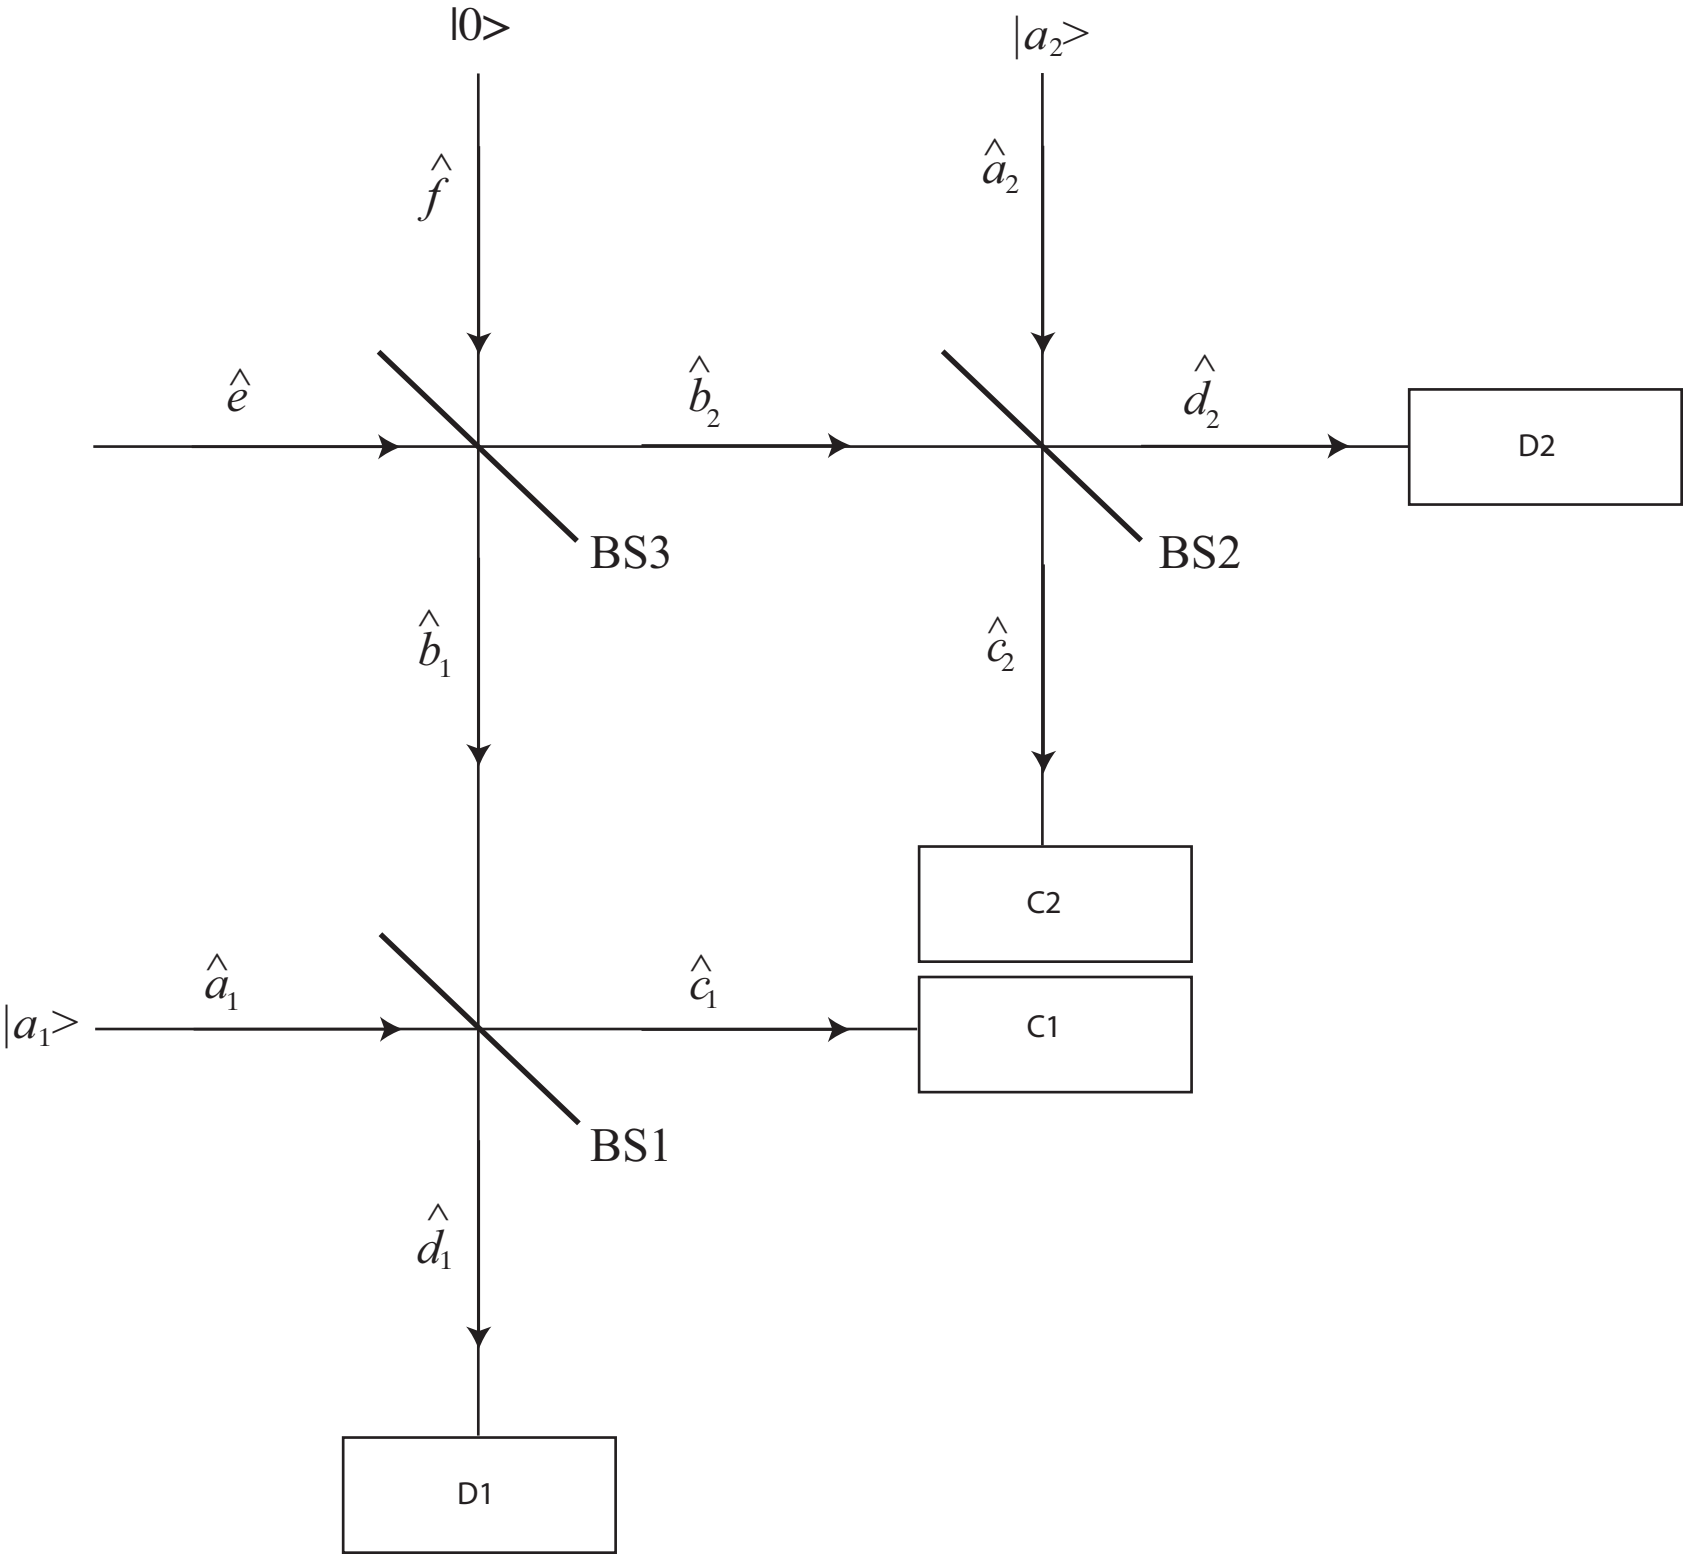 |0>
|a₂>
f̂
â₂
ê
b̂₂
d̂₂
D2
BS3
BS2
b̂₁
ĉ₂
C2
|a₁>
â₁
ĉ₁
C1
BS1
d̂₁
D1